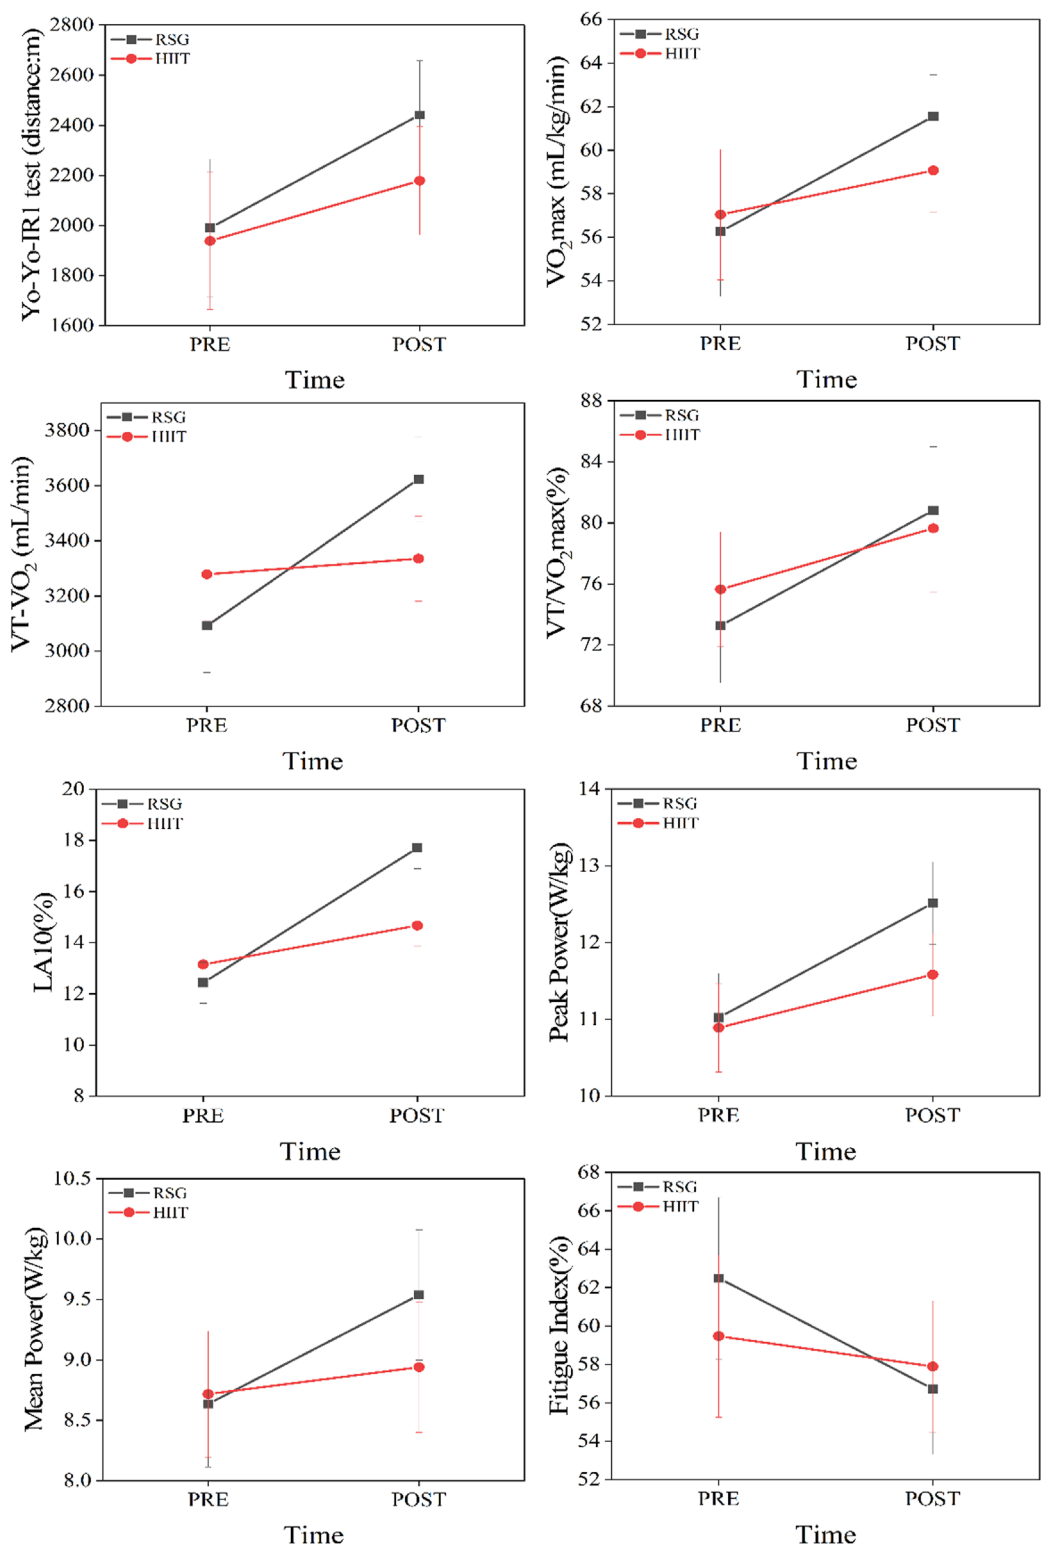 2800
2600
2400
2200
2000
1800
1600
Yo-Yo-IR1 test (distance:m)
RSG
HIIT
PRE
POST
Time
66
64
62
60
58
56
54
52
VO2max (mL/kg/min)
RSG
HIIT
PRE
POST
Time
3800
3600
3400
3200
3000
2800
VT-VO2 (mL/min)
RSG
HIIT
PRE
POST
Time
88
84
80
76
72
68
VT/VO2max(%)
RSG
HIIT
PRE
POST
Time
20
18
16
14
12
10
8
LA10(%)
RSG
HIIT
PRE
POST
Time
14
13
12
11
10
Peak Power(W/kg)
RSG
HIIT
PRE
POST
Time
10.5
10.0
9.5
9.0
8.5
8.0
Mean Power(W/kg)
RSG
HIIT
PRE
POST
Time
68
66
64
62
60
58
56
54
52
Fitigue Index(%)
RSG
HIIT
PRE
POST
Time